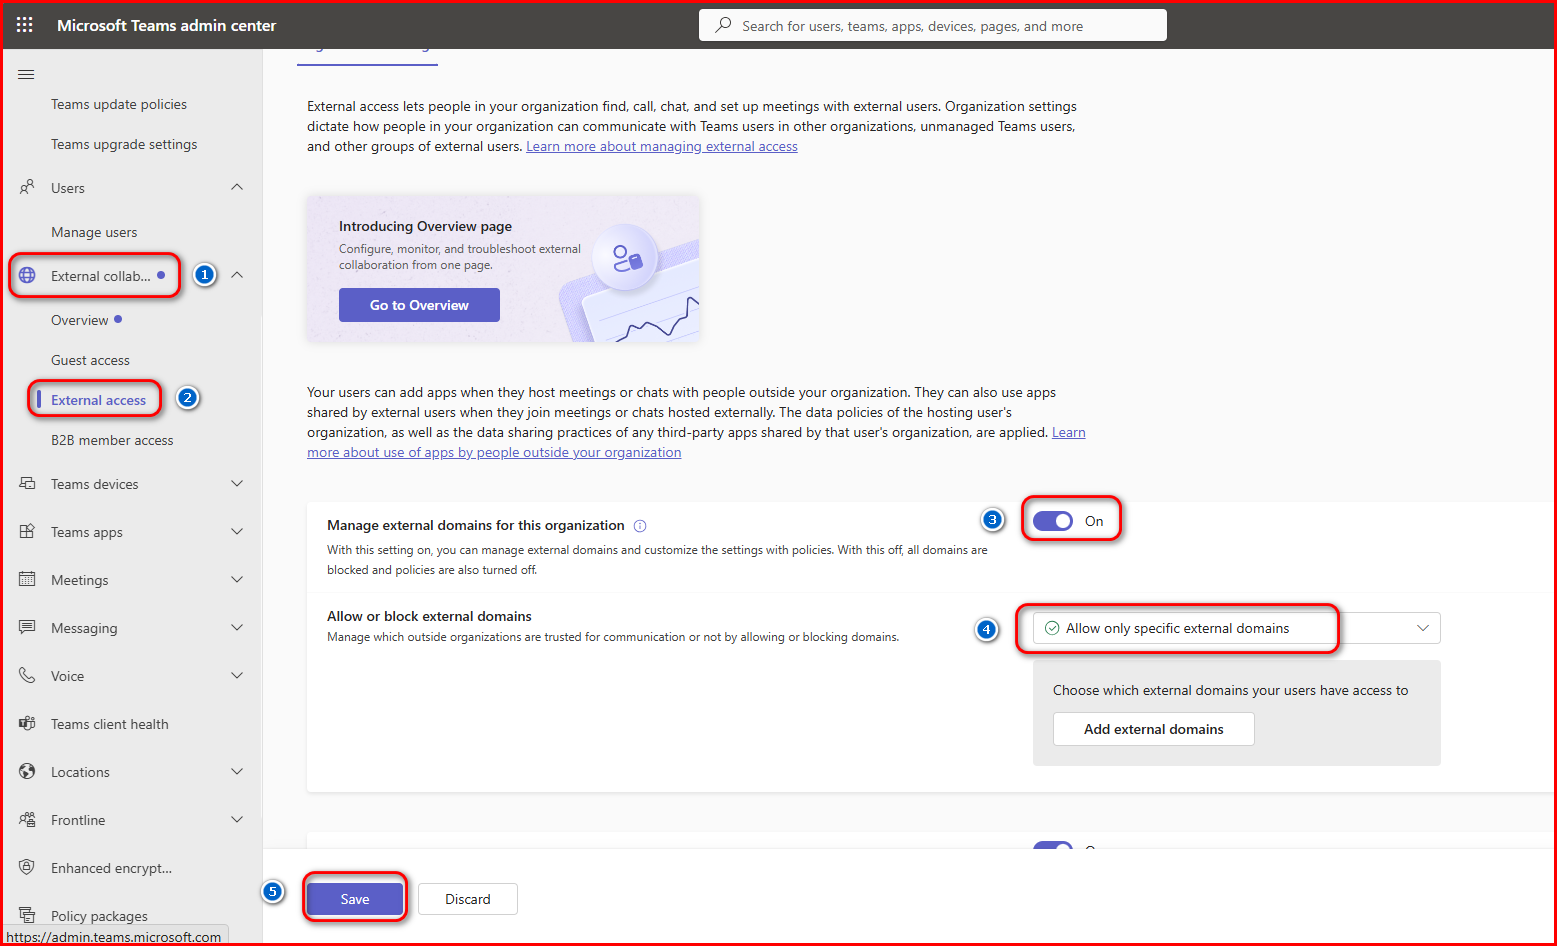 Microsoft Teams admin center
Search for users, teams, apps, devices, pages, and more
Teams update policies
Teams upgrade settings
Users
Manage users
External collab...
1
Overview
Guest access
External access
2
B2B member access
Teams devices
Teams apps
Meetings
Messaging
Voice
Teams client health
Locations
Frontline
Enhanced encrypt...
Policy packages
https://admin.teams.microsoft.com
External access lets people in your organization find, call, chat, and set up meetings with external users. Organization settings
dictate how people in your organization can communicate with Teams users in other organizations, unmanaged Teams users,
and other groups of external users. Learn more about managing external access
Introducing Overview page
Configure, monitor, and troubleshoot external
collaboration from one page.
Go to Overview
Your users can add apps when they host meetings or chats with people outside your organization. They can also use apps
shared by external users when they join meetings or chats hosted externally. The data policies of the hosting user's
organization, as well as the data sharing practices of any third-party apps shared by that user's organization, are applied. Learn
more about use of apps by people outside your organization
Manage external domains for this organization
With this setting on, you can manage external domains and customize the settings with policies. With this off, all domains are
blocked and policies are also turned off.
3
On
Allow or block external domains
Manage which outside organizations are trusted for communication or not by allowing or blocking domains.
4
Allow only specific external domains
Choose which external domains your users have access to
Add external domains
5
Save
Discard